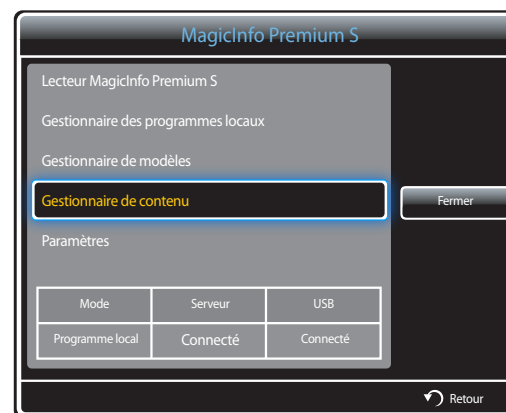 MagicInfo Premium S
Lecteur MagicInfo Premium S
Gestionnaire des programmes locaux
Gestionnaire de modèles
Gestionnaire de contenu
Fermer
Paramètres
Mode Serveur USB
Programme local Connecté Connecté
Retour